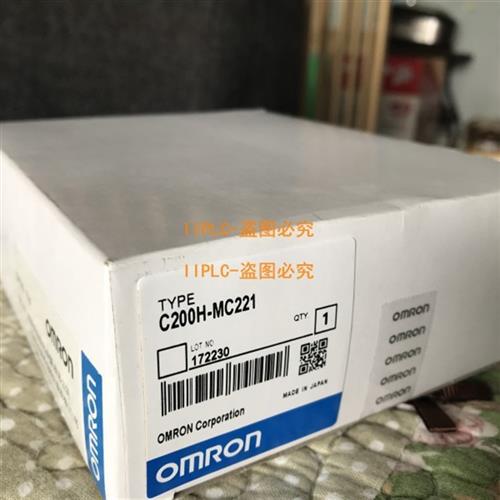 IIPLC-盗图必究
IIPLC-盗图必究
TYPE
C200H-MC221
QTY
1
LOT NO.
172230
MADE IN JAPAN
OMRON Corporation
OMRON
OMRON
OMRON
OMRON
OMRON
OMRON
OMRON